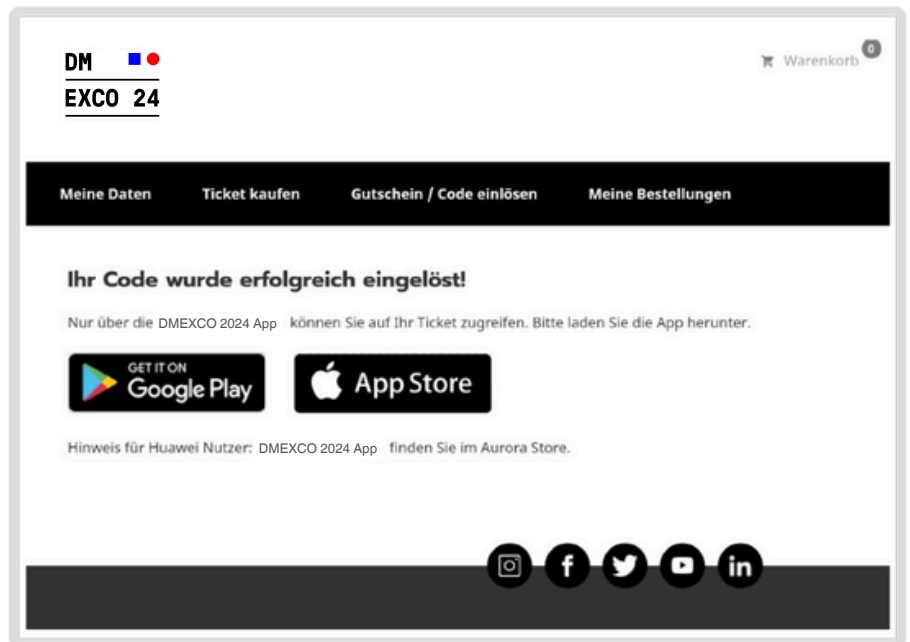 DM
EXCO 24
Warenkorb 0
Meine Daten Ticket kaufen Gutschein / Code einlösen Meine Bestellungen
Ihr Code wurde erfolgreich eingelöst!
Nur über die DMEXCO 2024 App können Sie auf Ihr Ticket zugreifen. Bitte laden Sie die App herunter.
GET IT ON
Google Play
App Store
Hinweis für Huawei Nutzer: DMEXCO 2024 App finden Sie im Aurora Store.